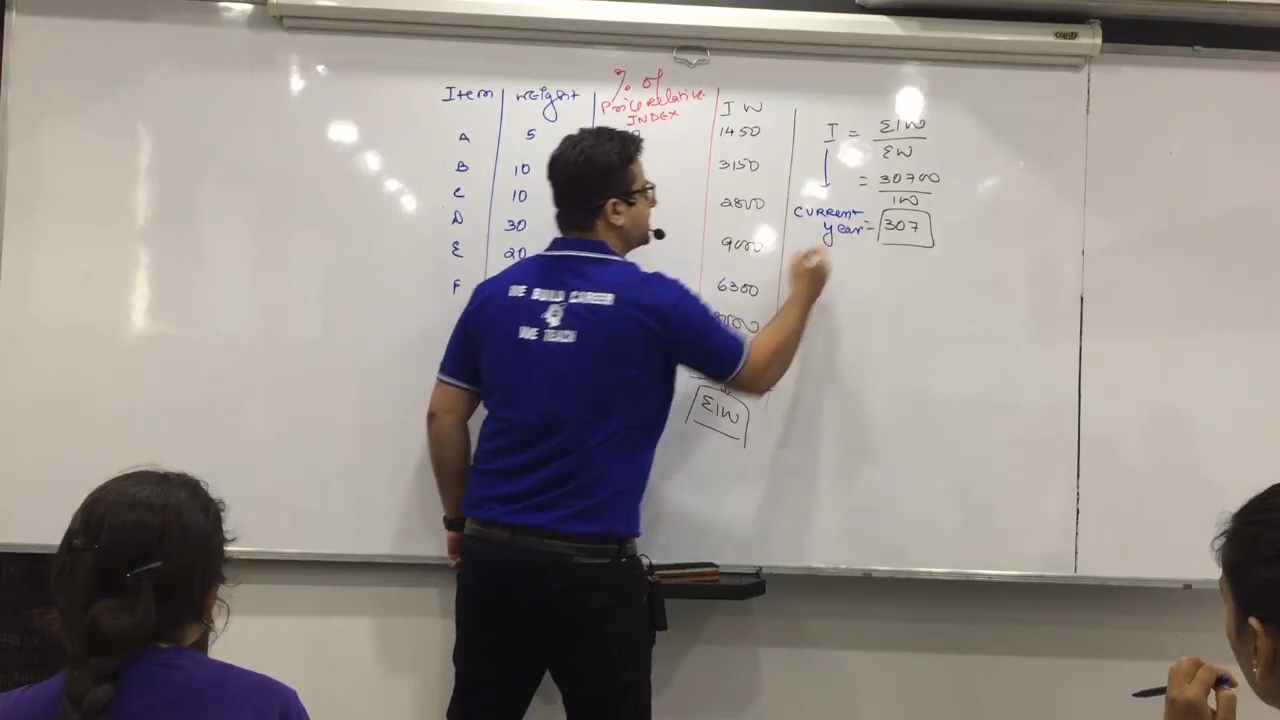 Item weight % of Price relative INDEX I W
A 5 1450
B 10 3150
C 10 2800
D 30 9000
E 20 6300
F
ΣIW
I = ΣIW / ΣW
= 30700 / 100
CURRENT year = 307
WE BUILD CAREER
WE TEACH